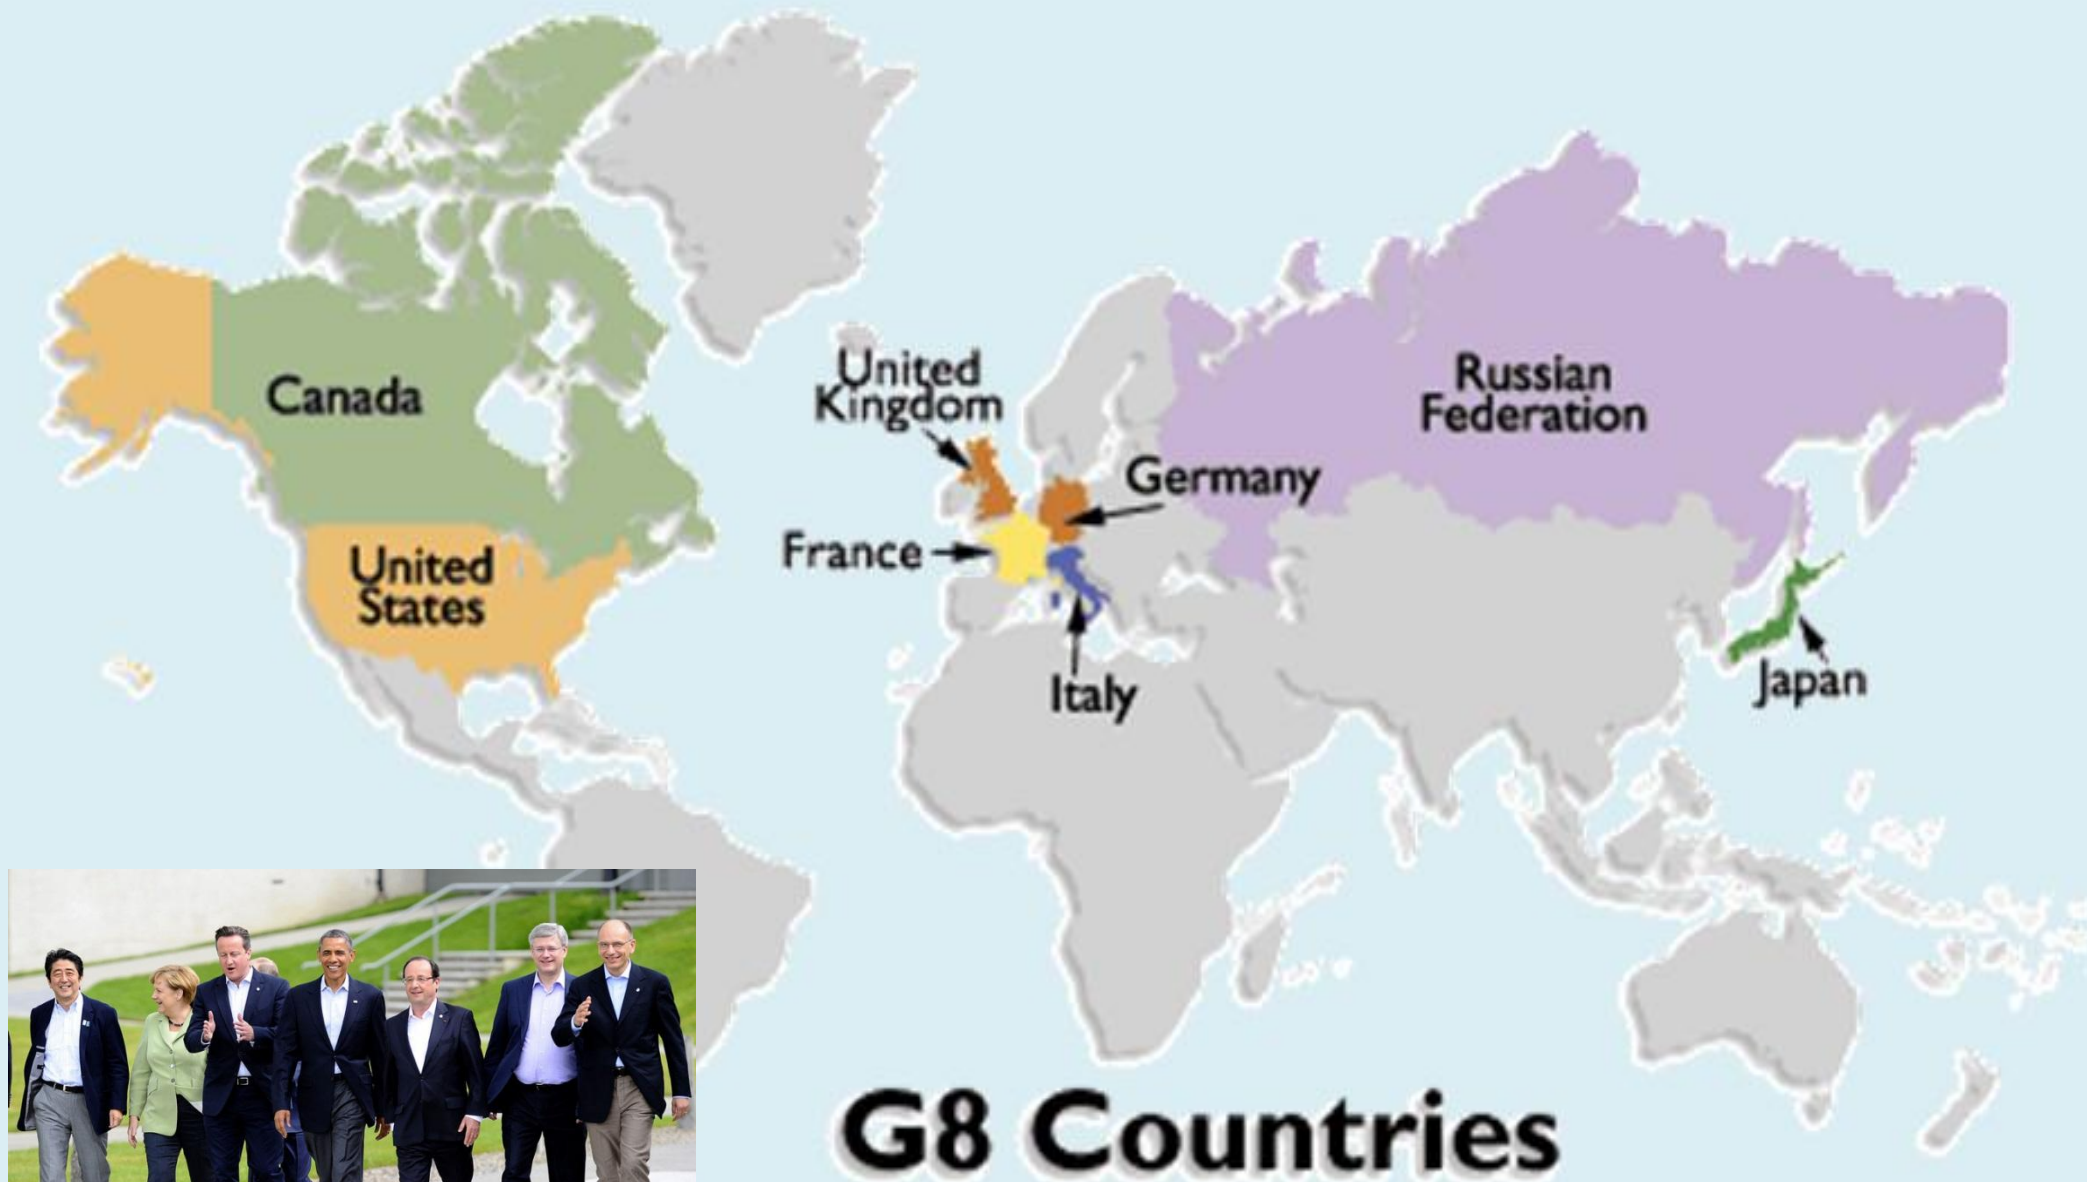 Canada
United
Kingdom
Russian
Federation
Germany
France
United
States
Italy
Japan
G8 Countries